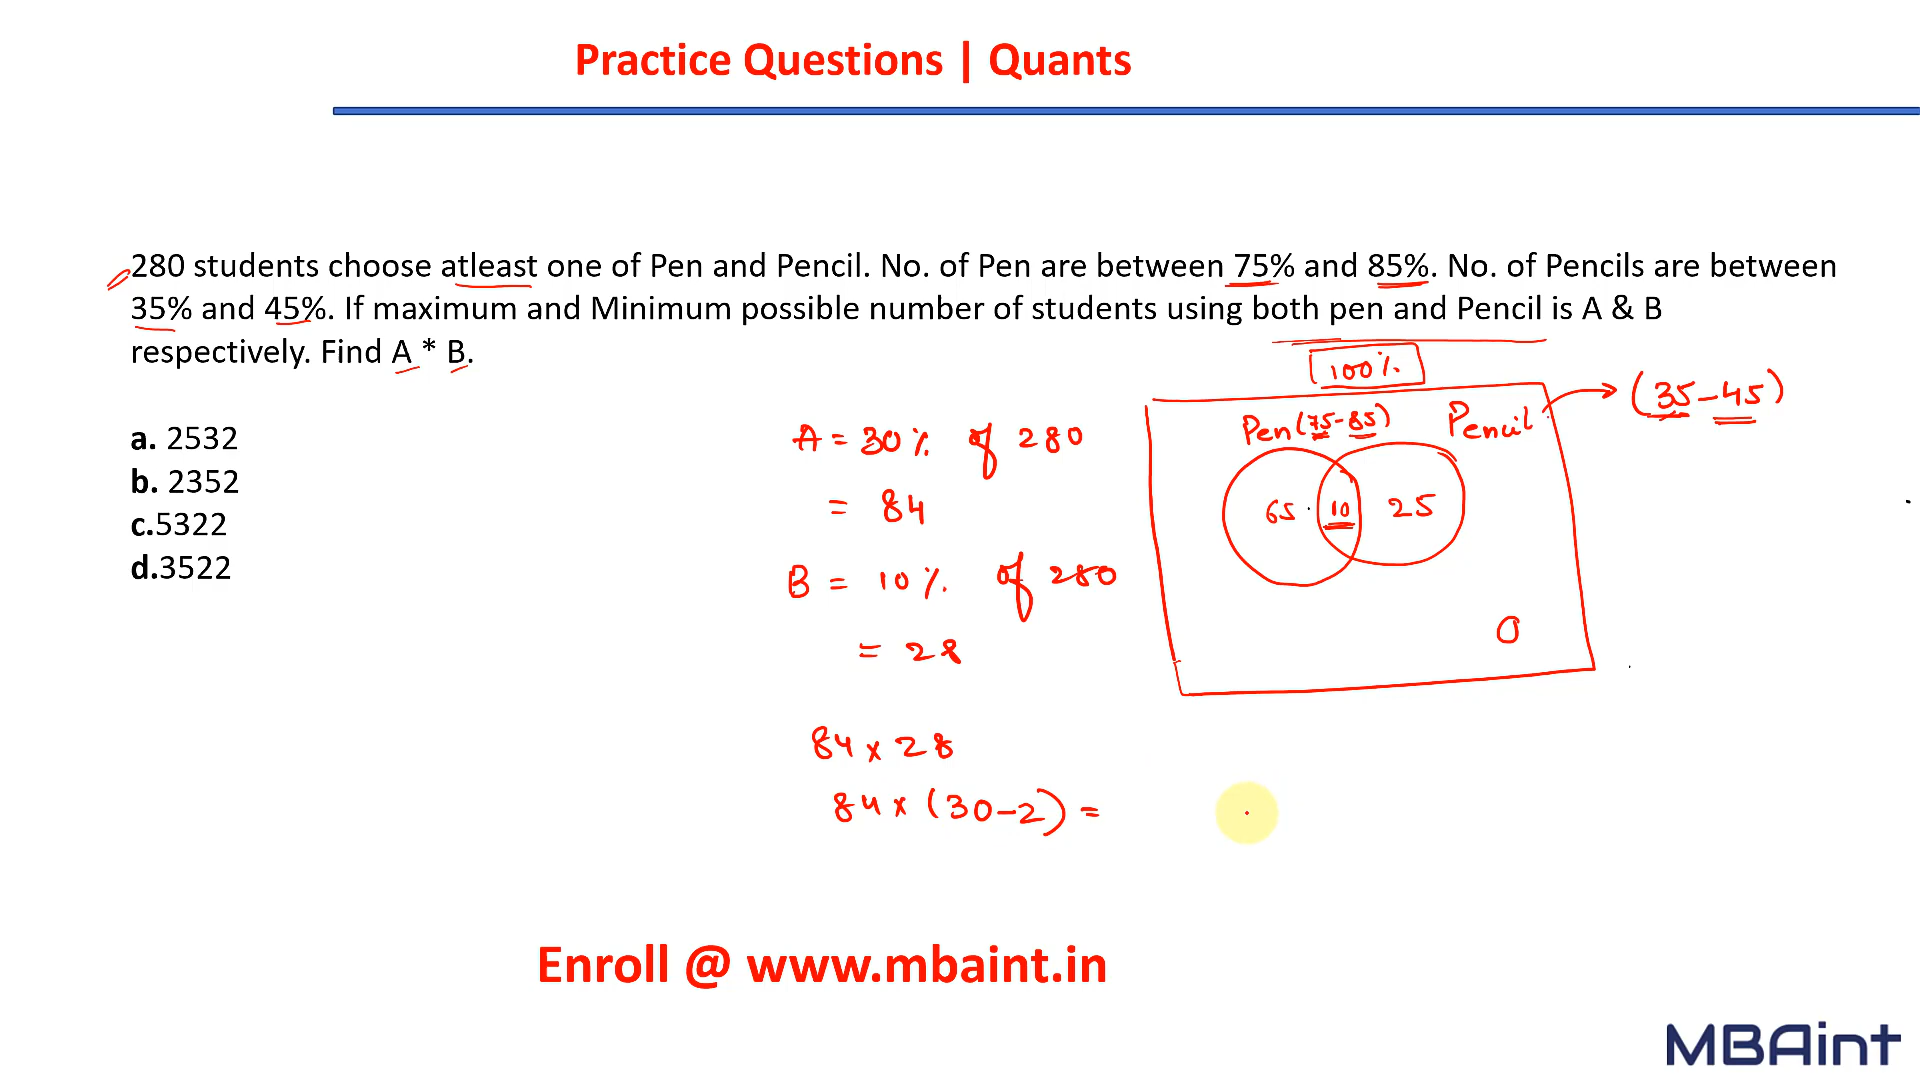 Practice Questions | Quants
280 students choose atleast one of Pen and Pencil. No. of Pen are between 75% and 85%. No. of Pencils are between
35% and 45%. If maximum and Minimum possible number of students using both pen and Pencil is A & B
respectively. Find A * B.
a. 2532
b. 2352
c.5322
d.3522
A = 30% of 280
= 84
B = 10% of 280
= 28
84 x 28
84 x (30-2) =
100%
Pen (75-85) Pencil
(35-45)
65 10 25
0
Enroll @ www.mbaint.in
MBAint